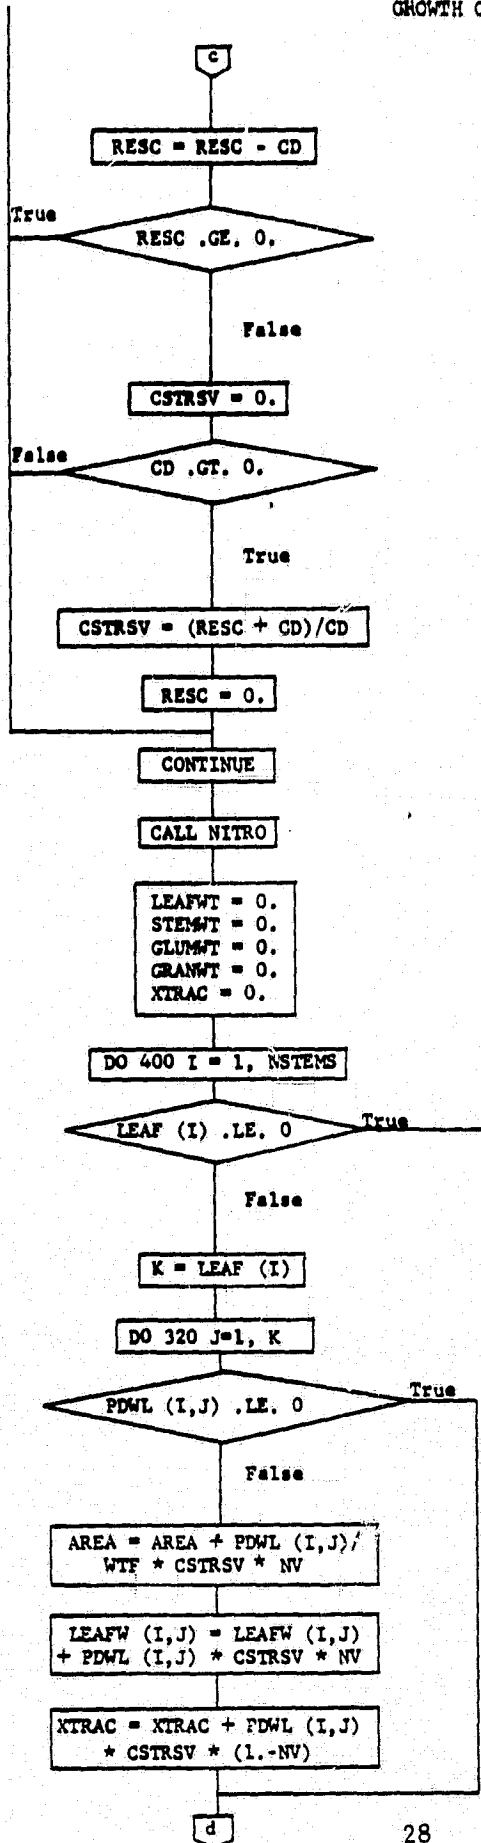 GROWTH
c
RESC = RESC - CD
True
RESC .GE. 0.
False
CSTRSV = 0.
False
CD .GT. 0.
True
CSTRSV = (RESC + CD)/CD
RESC = 0.
CONTINUE
CALL NITRO
LEAFWT = 0.
STEMWT = 0.
GLUMWT = 0.
GRANWT = 0.
XTRAC = 0.
DO 400 I = 1, NSTEMS
LEAF (I) .LE. 0
True
False
K = LEAF (I)
DO 320 J=1, K
PDWL (I,J) .LE. 0
True
False
AREA = AREA + PDWL (I,J)/
WTF * CSTRSV * NV
LEAFW (I,J) = LEAFW (I,J)
+ PDWL (I,J) * CSTRSV * NV
XTRAC = XTRAC + PDWL (I,J)
* CSTRSV * (1.-NV)
d
28